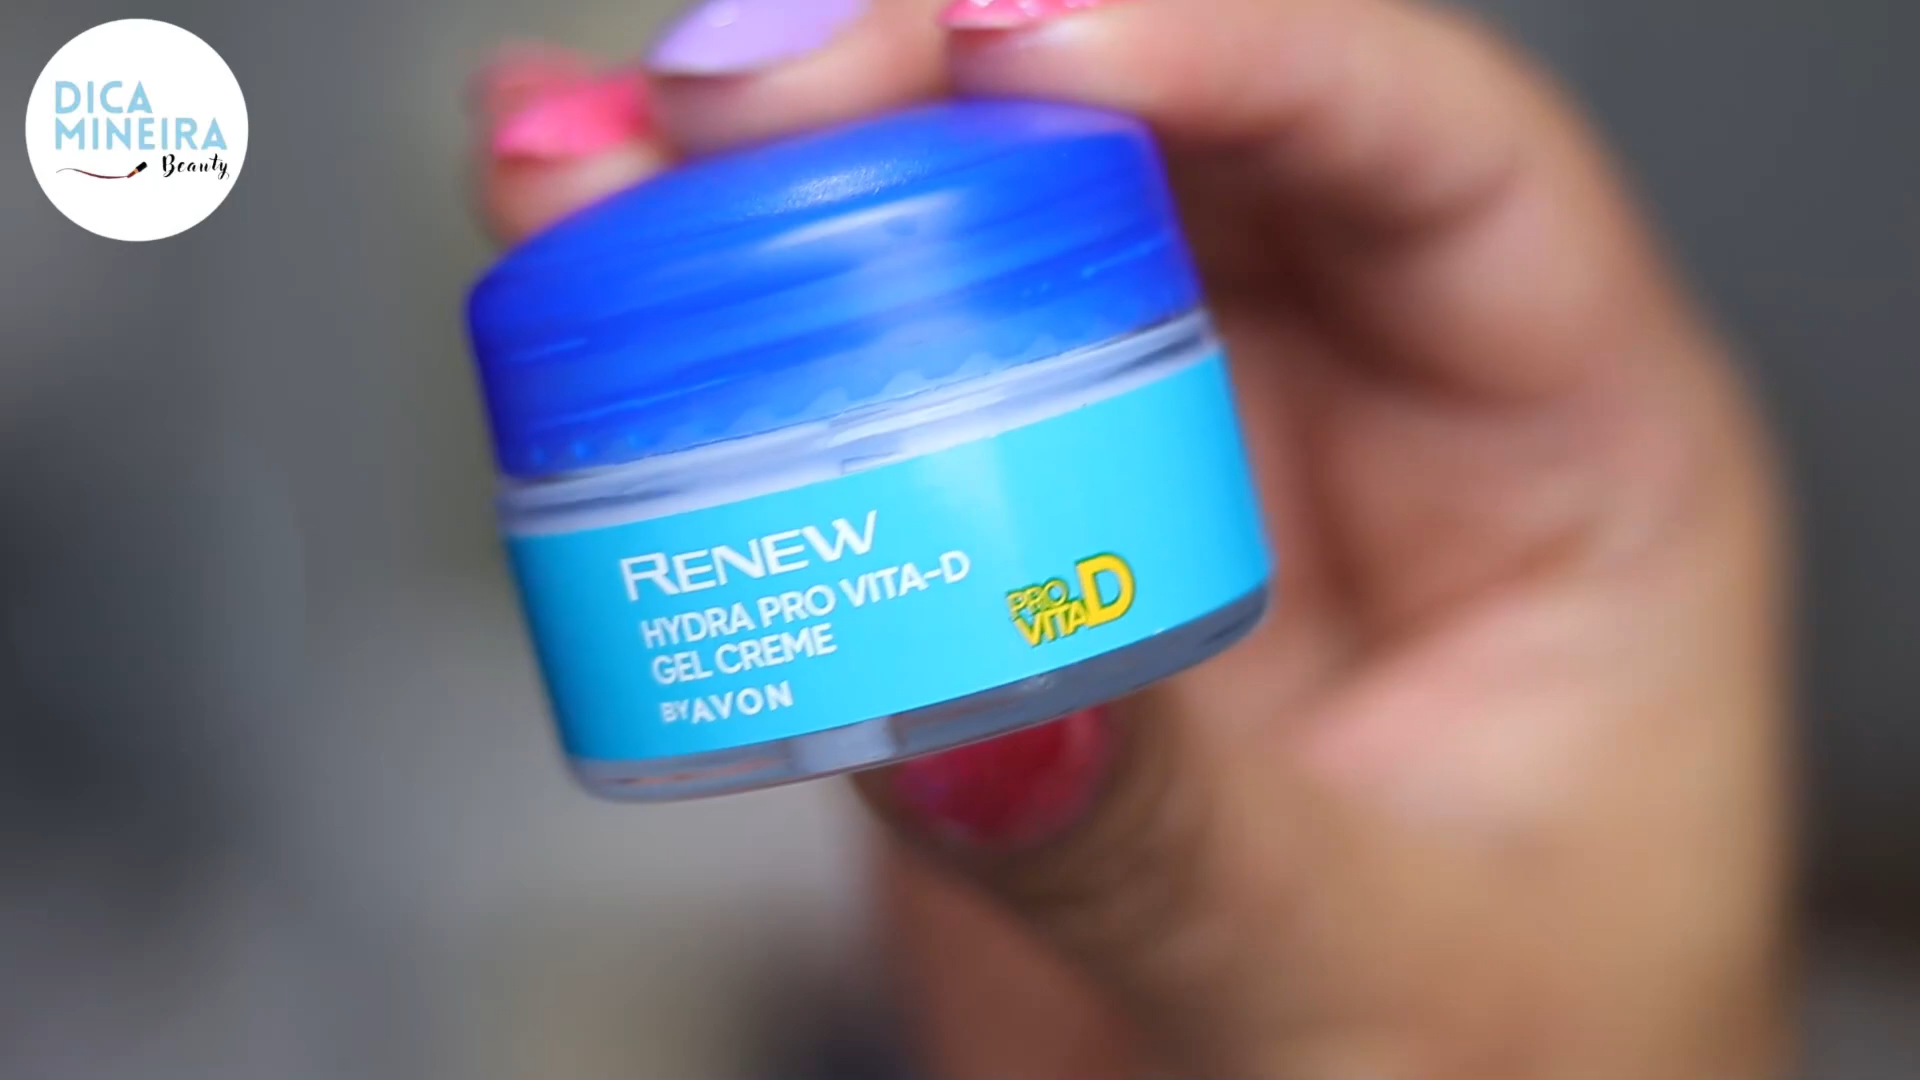 DICA
MINEIRA
Beauty
RENEW
HYDRA PRO VITA-D
GEL CREME
BY AVON
PRO
VITA D